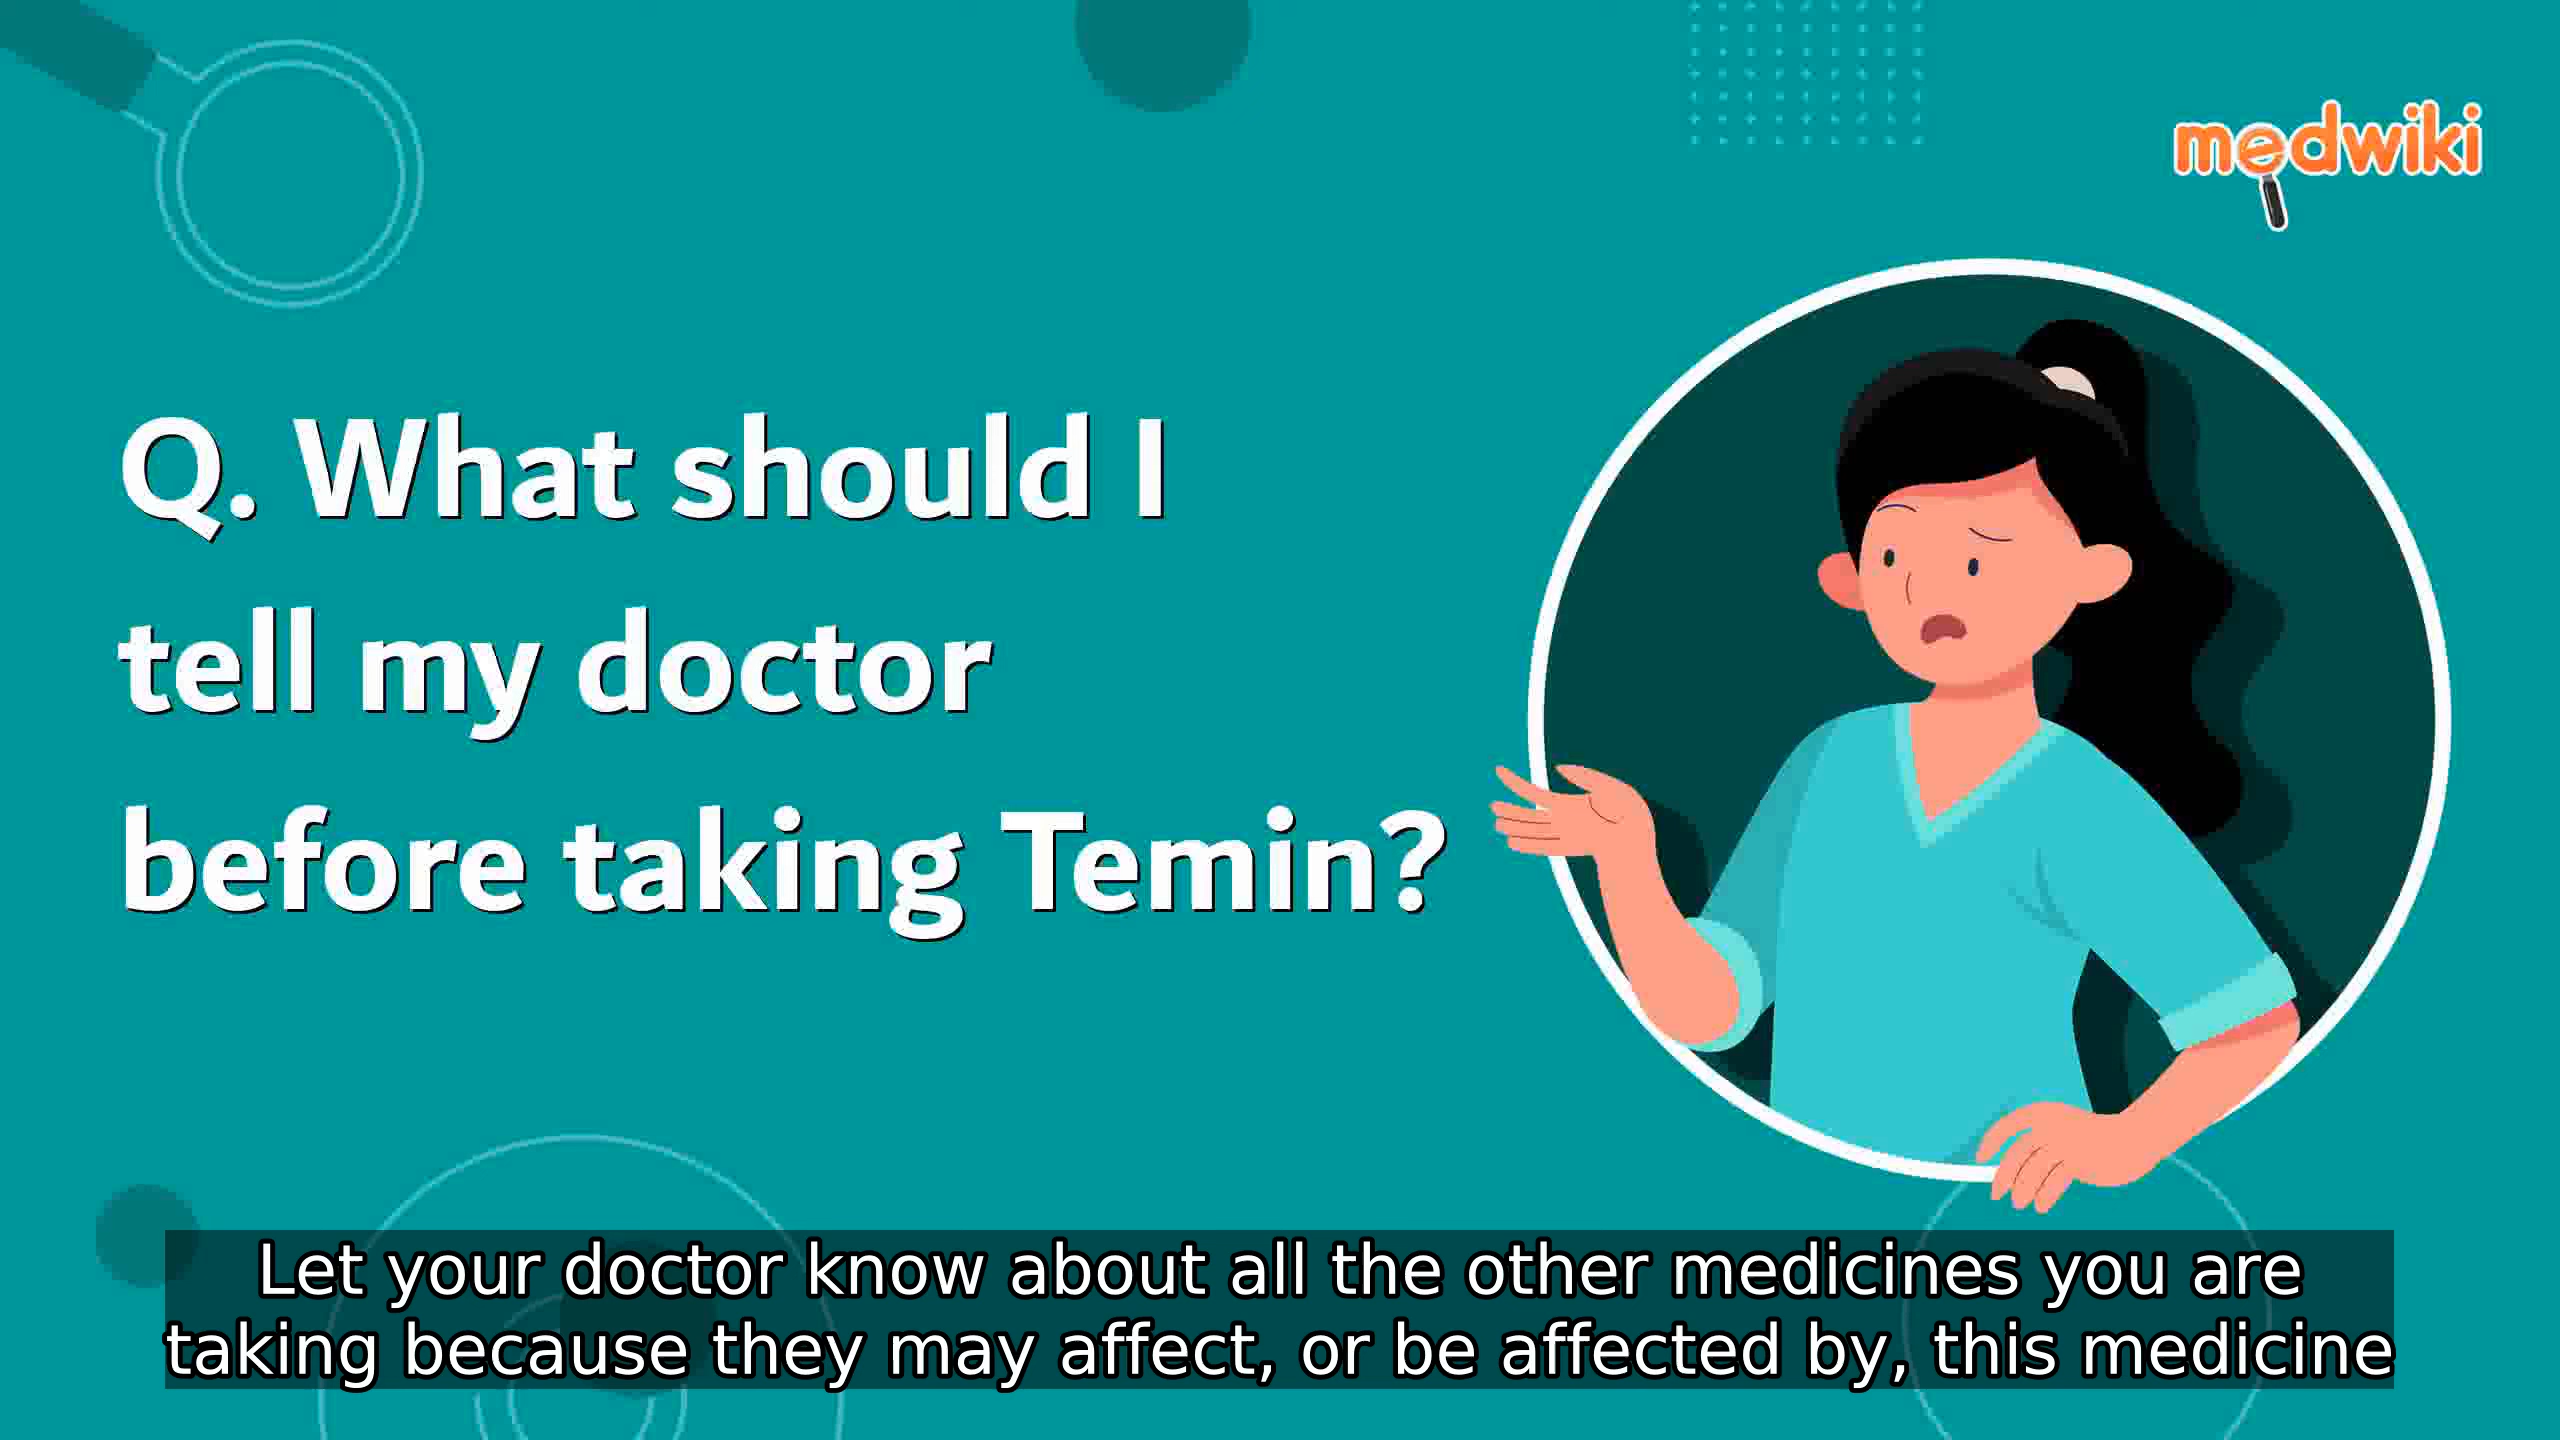 medwiki
Q. What should I
tell my doctor
before taking Temin?
Let your doctor know about all the other medicines you are
taking because they may affect, or be affected by, this medicine